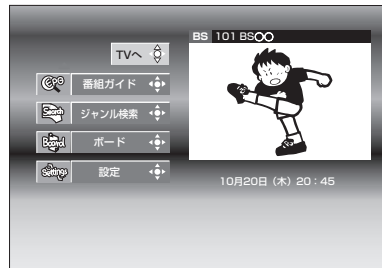 BS 101 BS〇〇
TVへ
EPG 番組ガイド
Search ジャンル検索
Board ボード
Settings 設定
10月20日（木）20：45